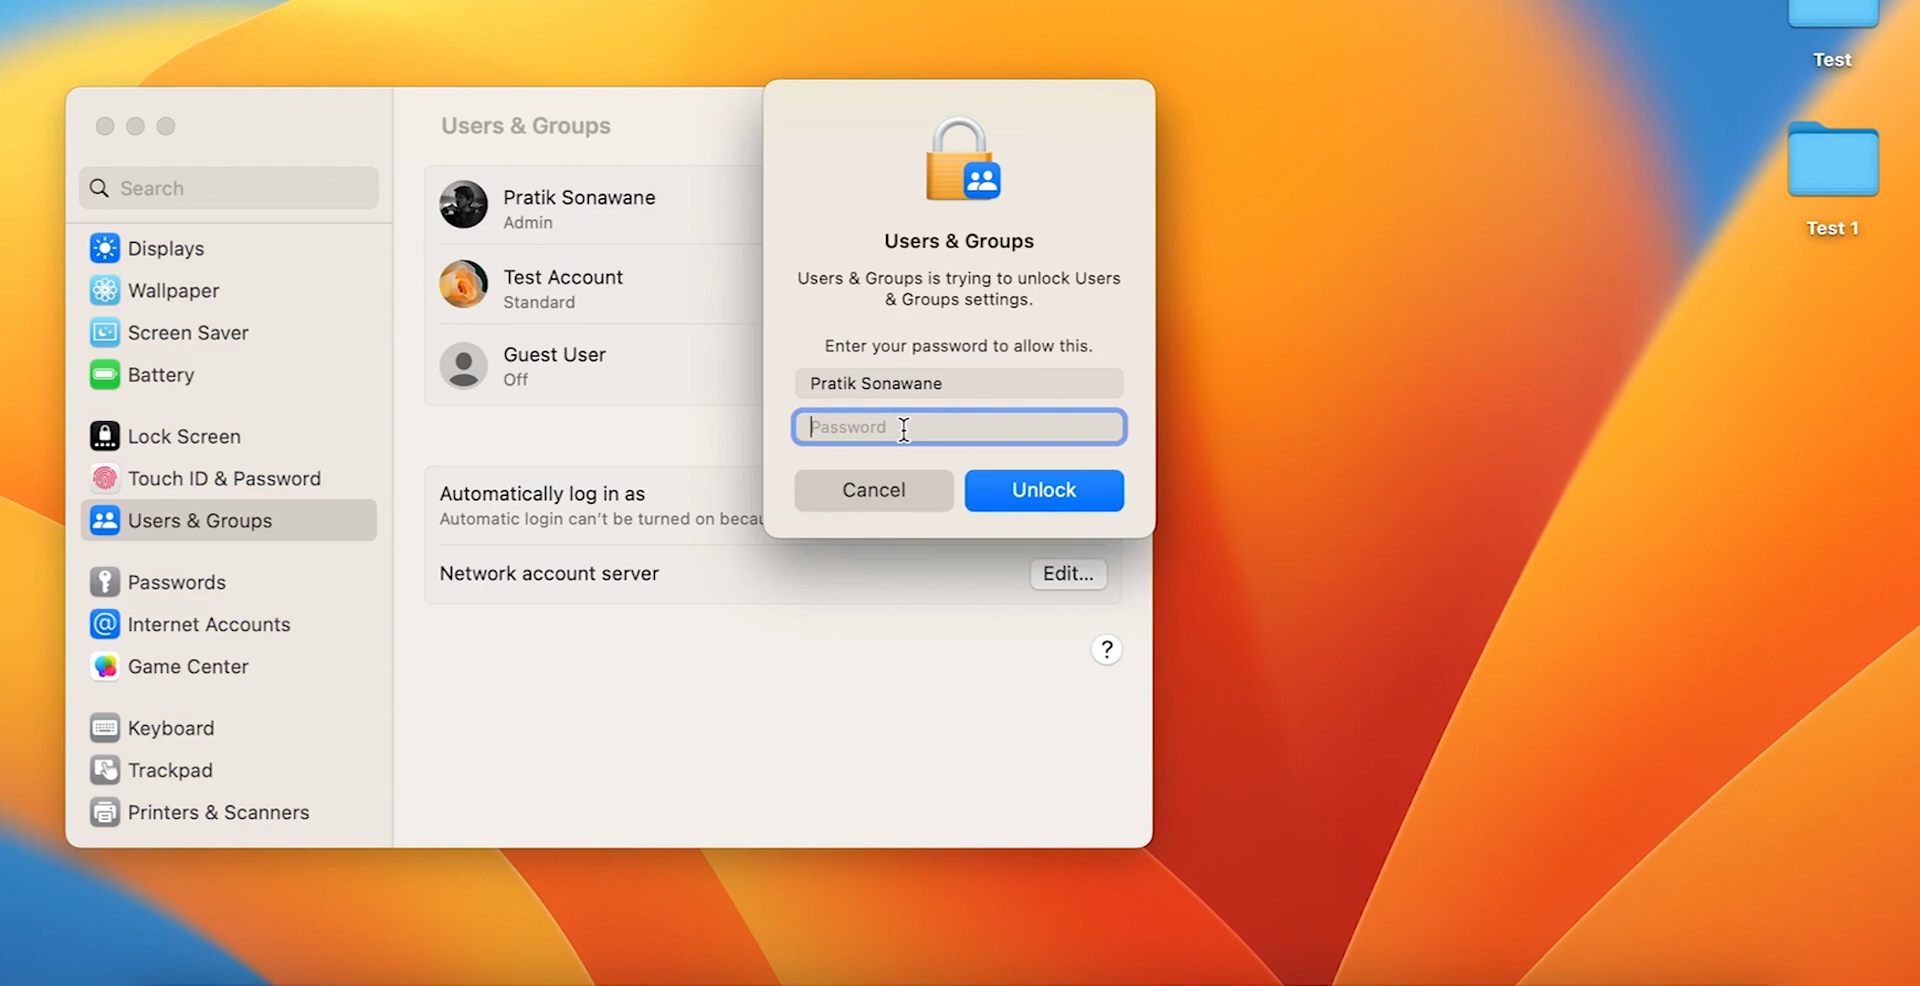 Test
Test 1
Search
Displays
Wallpaper
Screen Saver
Battery
Lock Screen
Touch ID & Password
Users & Groups
Passwords
Internet Accounts
Game Center
Keyboard
Trackpad
Printers & Scanners
Users & Groups
Pratik Sonawane
Admin
Test Account
Standard
Guest User
Off
Automatically log in as
Automatic login can't be turned on
Network account server
Edit...
?
Users & Groups
Users & Groups is trying to unlock Users
& Groups settings.
Enter your password to allow this.
Pratik Sonawane
Password
Cancel
Unlock